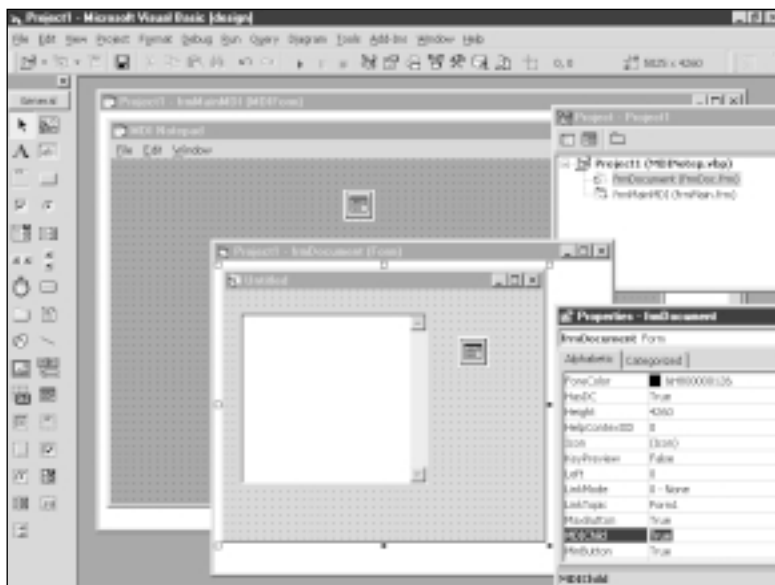 Project1 - Microsoft Visual Basic [design]
File Edit View Project Format Debug Run Query Diagram Tools Add-Ins Window Help
0, 0 5025 x 4260
General
Project1 - frmMainMDI (MDIForm)
MDI Notepad
File Edit Window
Project - Project1
Project1 (MDINotep.vbp)
frmDocument (frmDoc.frm)
frmMainMDI (frmMain.frm)
Project1 - frmDocument (Form)
Untitled
Properties - frmDocument
frmDocument Form
Alphabetic Categorized
ForeColor
HasDC True
Height 4260
HelpContextID 0
Icon (Icon)
KeyPreview False
Left 0
LinkMode 0 - None
LinkTopic Form1
MaxButton True
MDIChild True
MinButton True
MDIChild